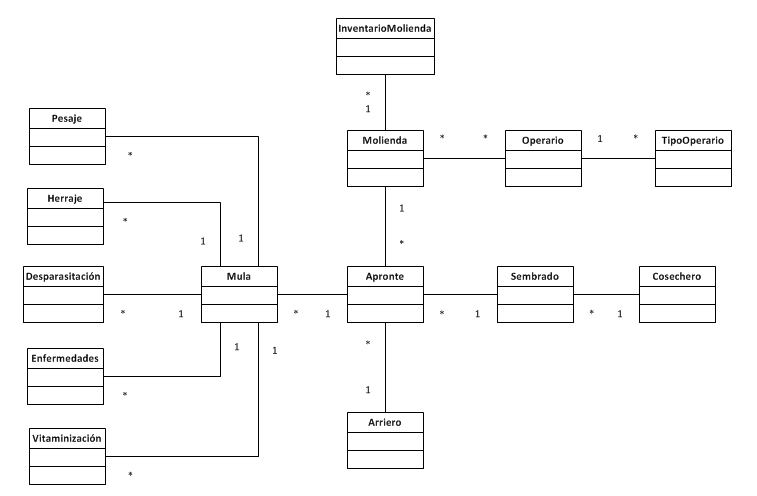 InventarioMolienda
*
1
Pesaje
*
Molienda
* *
Operario
1 *
TipoOperario
Herraje
*
1 1
1
*
Desparasitación
* 1
Mula
* 1
Apronte
* 1
Sembrado
* 1
Cosechero
Enfermedades
*
1 1
*
1
Arriero
Vitaminización
*